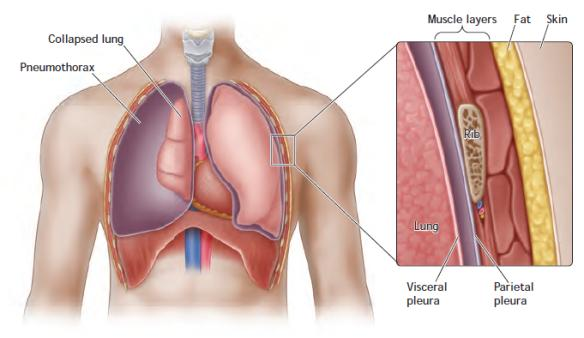 Collapsed lung
Pneumothorax
Muscle layers
Fat
Skin
Rib
Lung
Visceral
pleura
Parietal
pleura